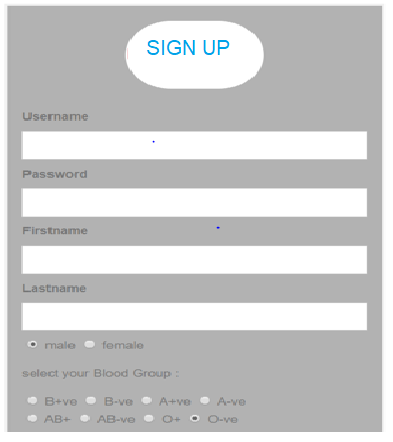 SIGN UP
Username
Password
Firstname
Lastname
male female
select your Blood Group :
B+ve B-ve A+ve A-ve
AB+ AB-ve O+ O-ve